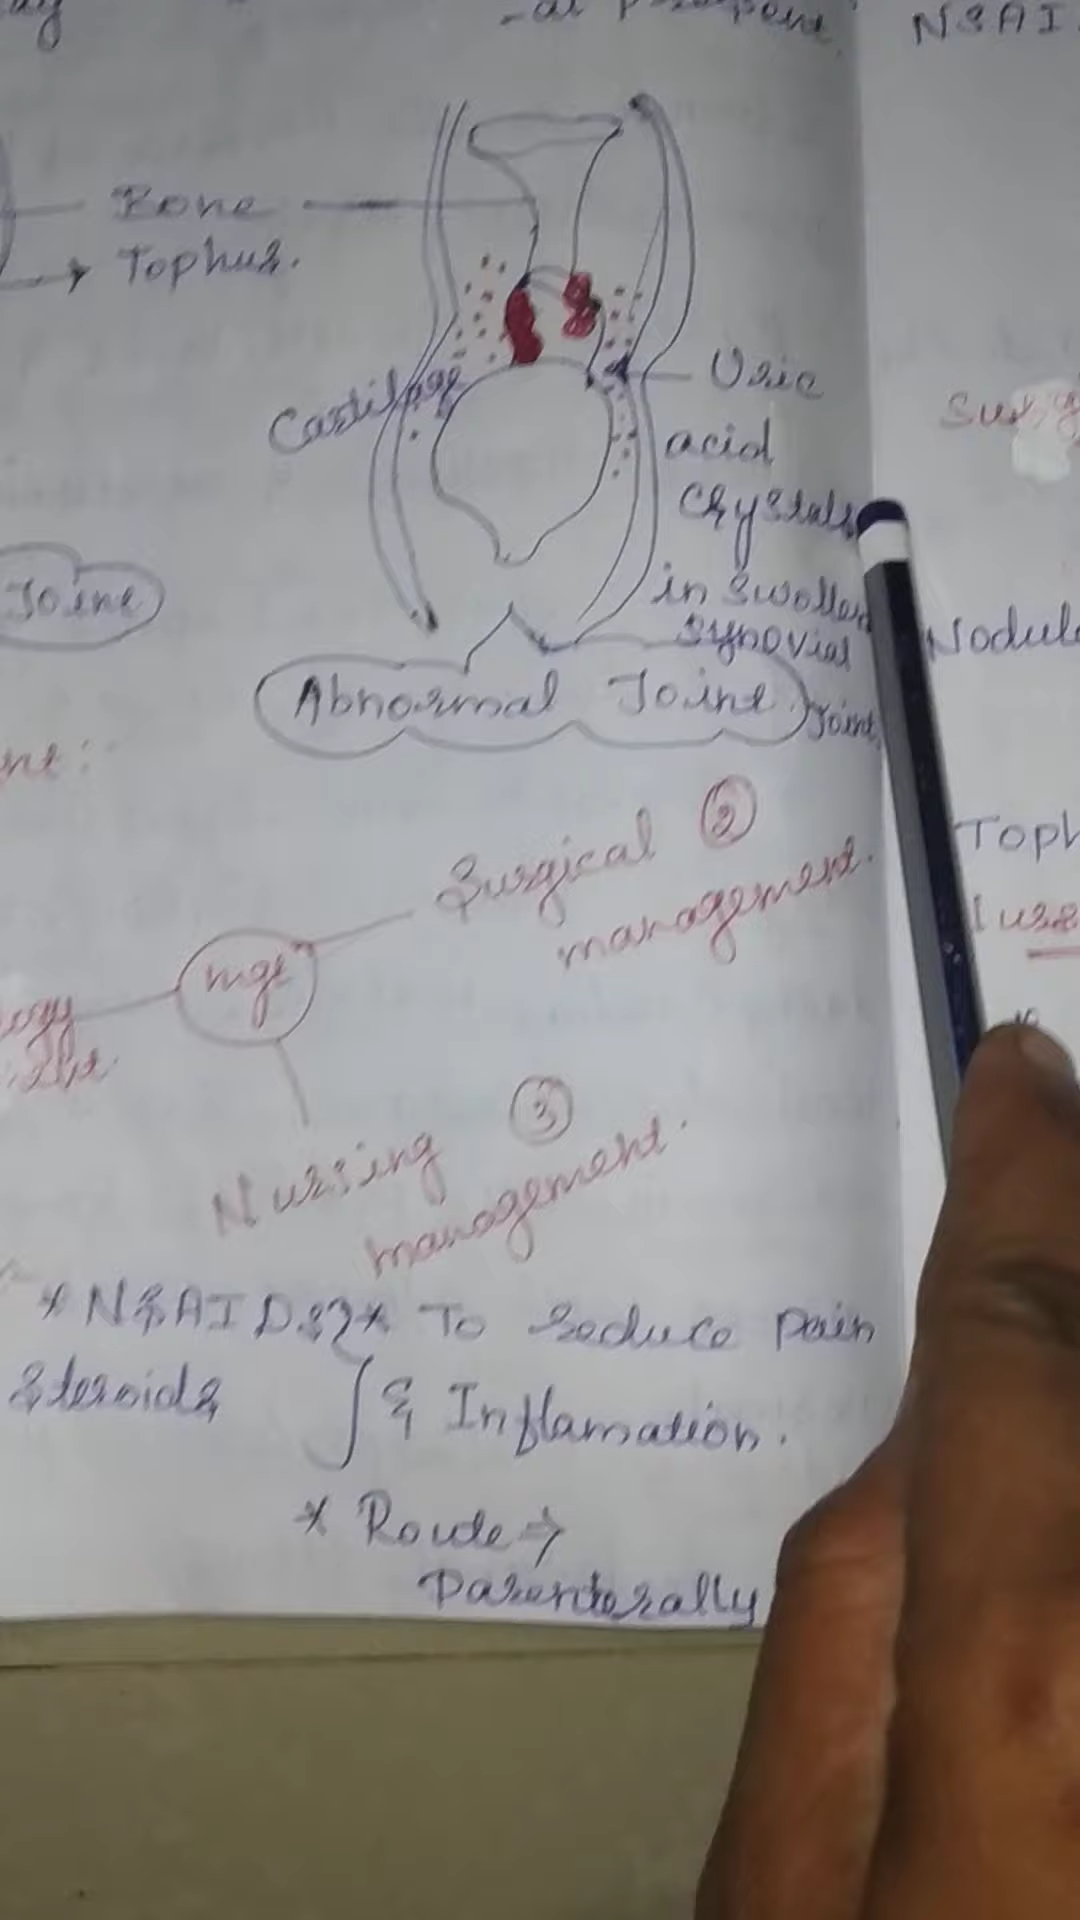 NSAI
Bone
Tophus.
Cartilage
Uric
acid
Crystals
in swollen
synovial
Joint.
Joint
Abnormal Joint
Nodul
Toph
Surgical ②
management.
mgt
Nursing ③
management.
* NSAIDS} * To reduce pain
Steroids & Inflamation.
* Route ⇒
Parenterally